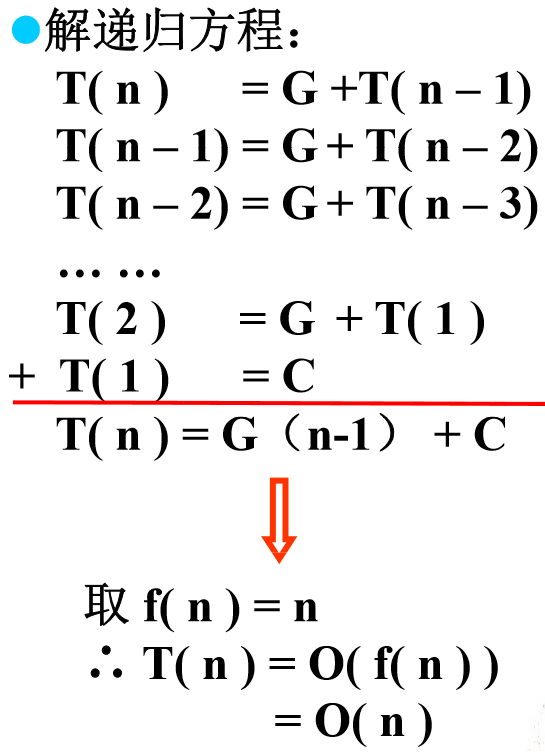 ●解递归方程：
T( n ) = G +T( n – 1)
T( n – 1) = G + T( n – 2)
T( n – 2) = G + T( n – 3)
… …
T( 2 ) = G + T( 1 )
+ T( 1 ) = C
T( n ) = G（n-1） + C
取 f( n ) = n
∴ T( n ) = O( f( n ) )
= O( n )